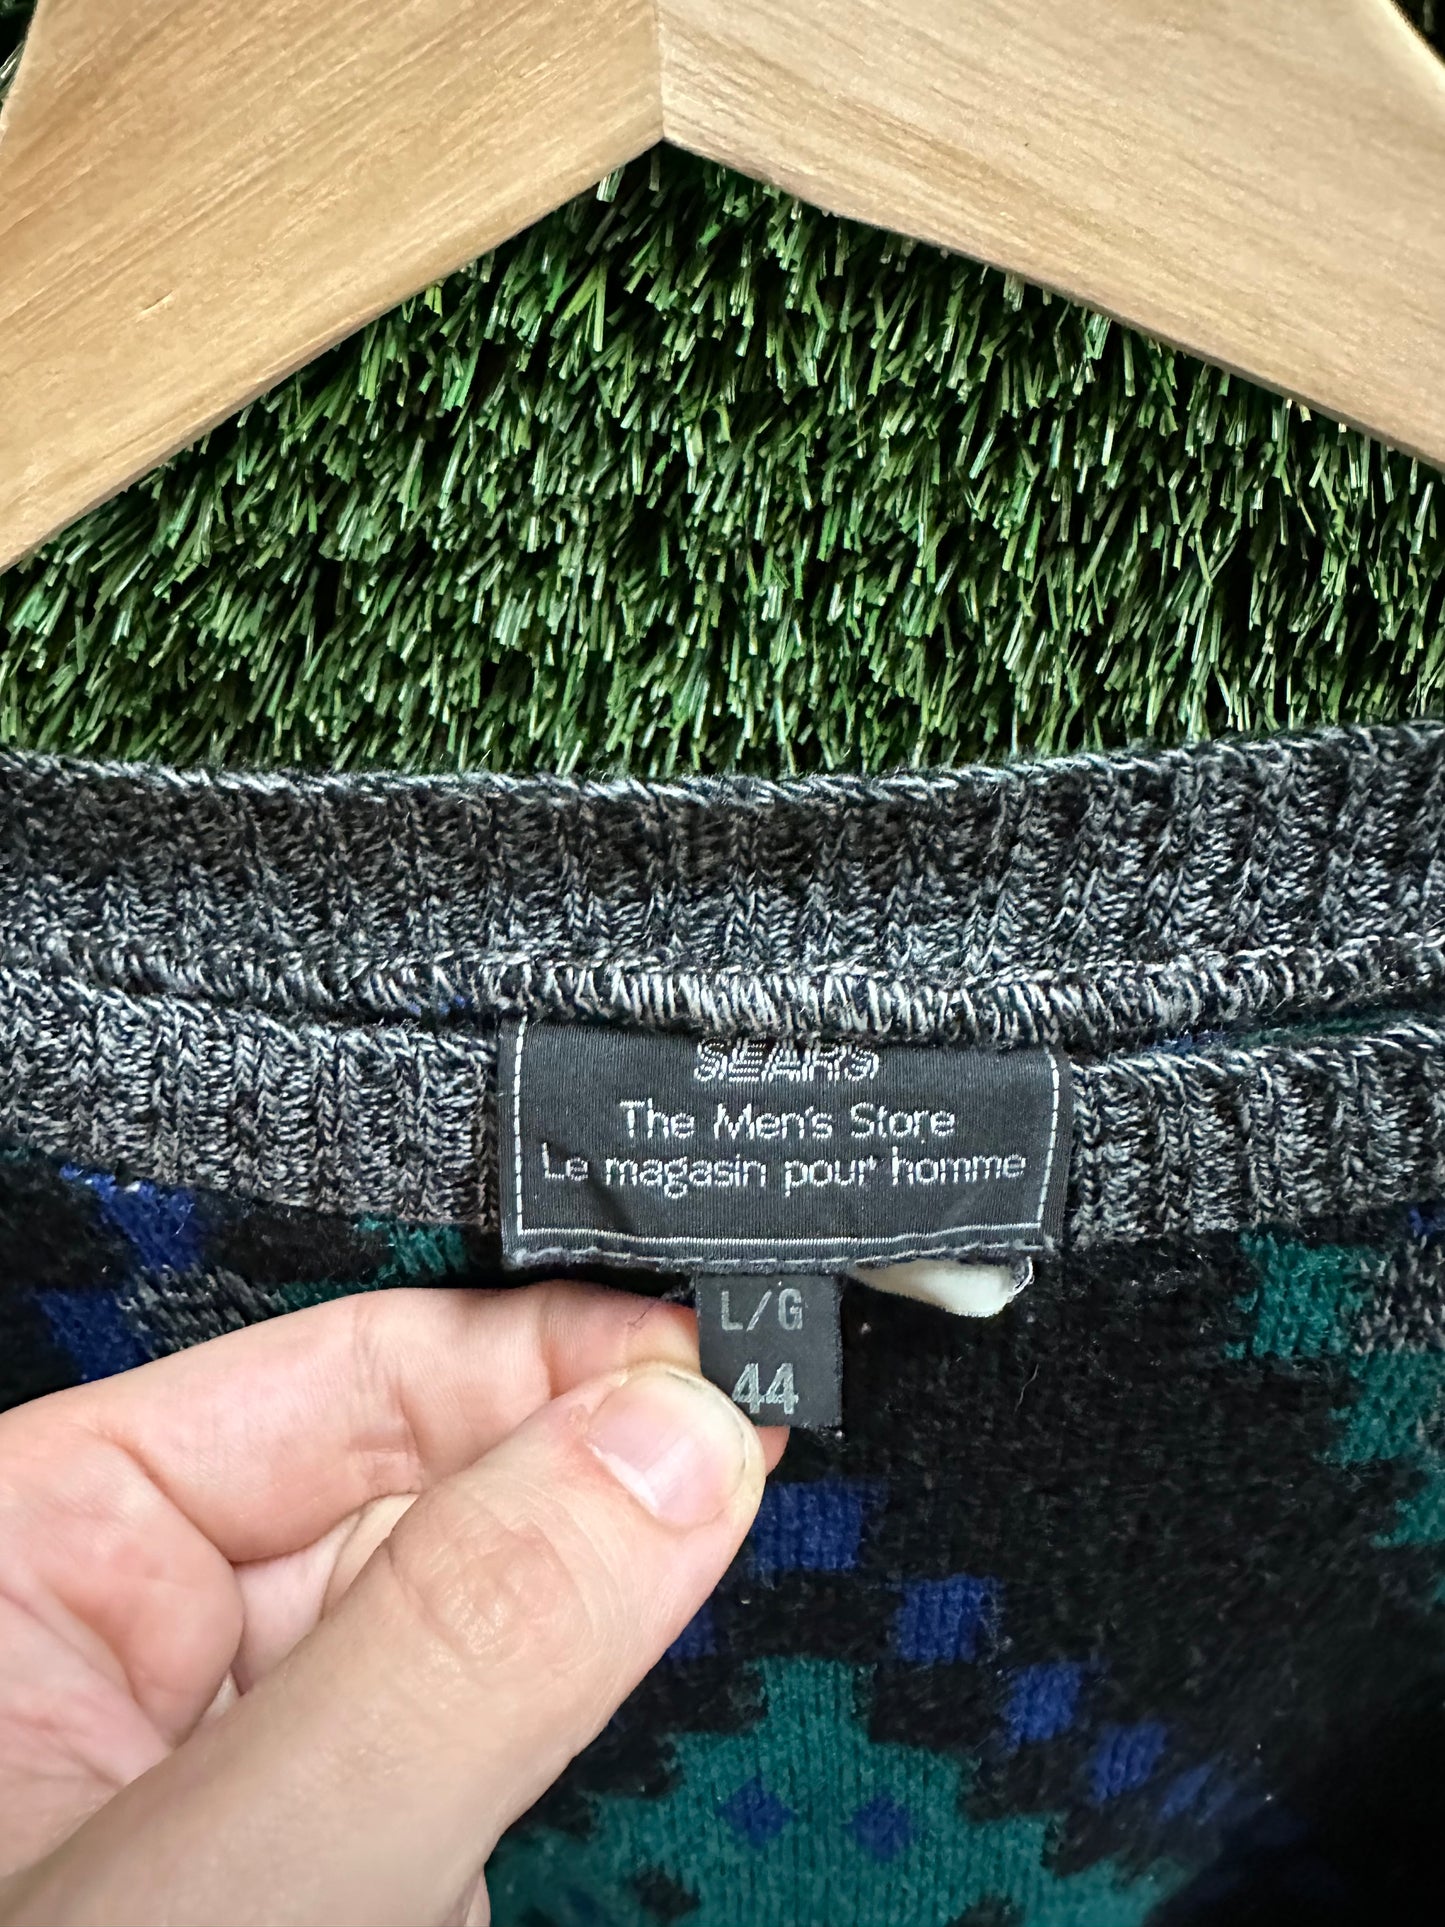 SEARS
The Men's Store
Le magasin pour homme
L/G
44